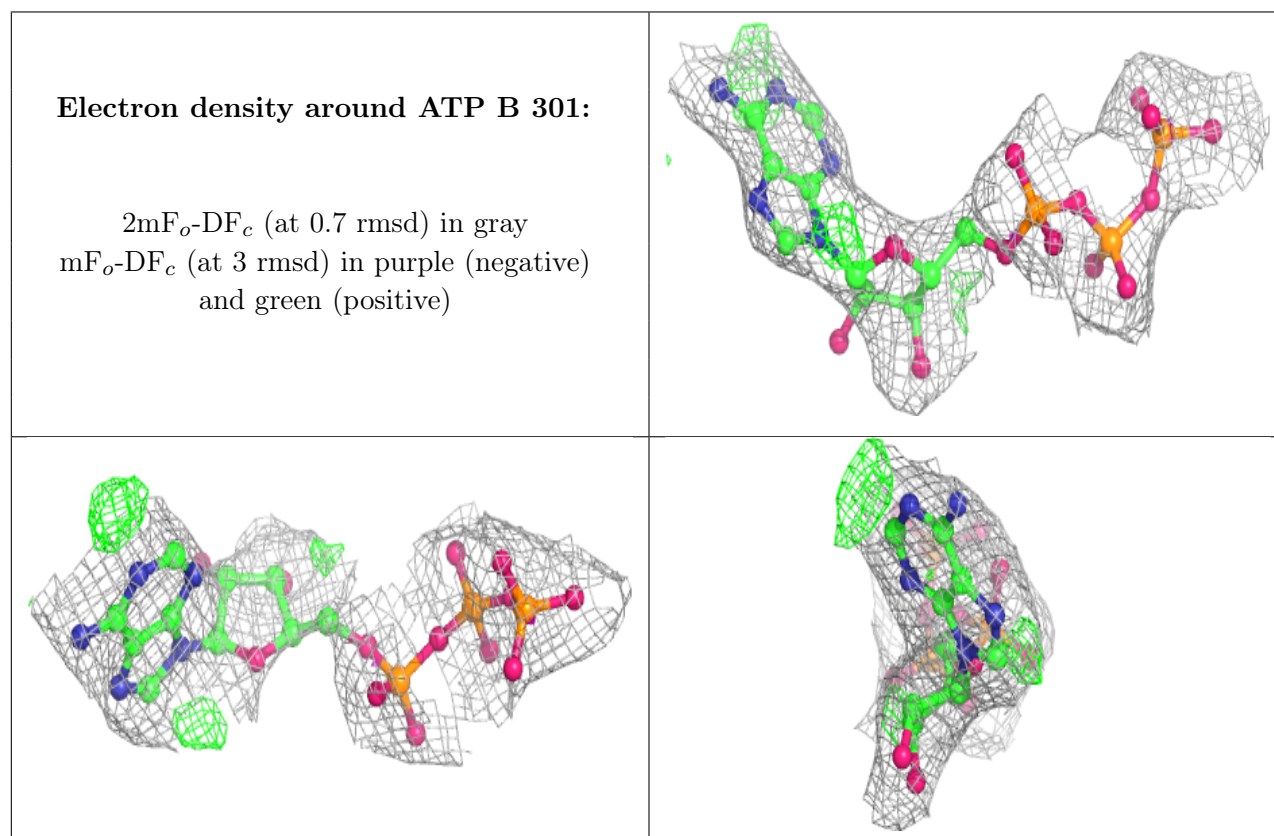 Electron density around ATP B 301:
2mFₒ-DF𝒸 (at 0.7 rmsd) in gray
mFₒ-DF𝒸 (at 3 rmsd) in purple (negative)
and green (positive)